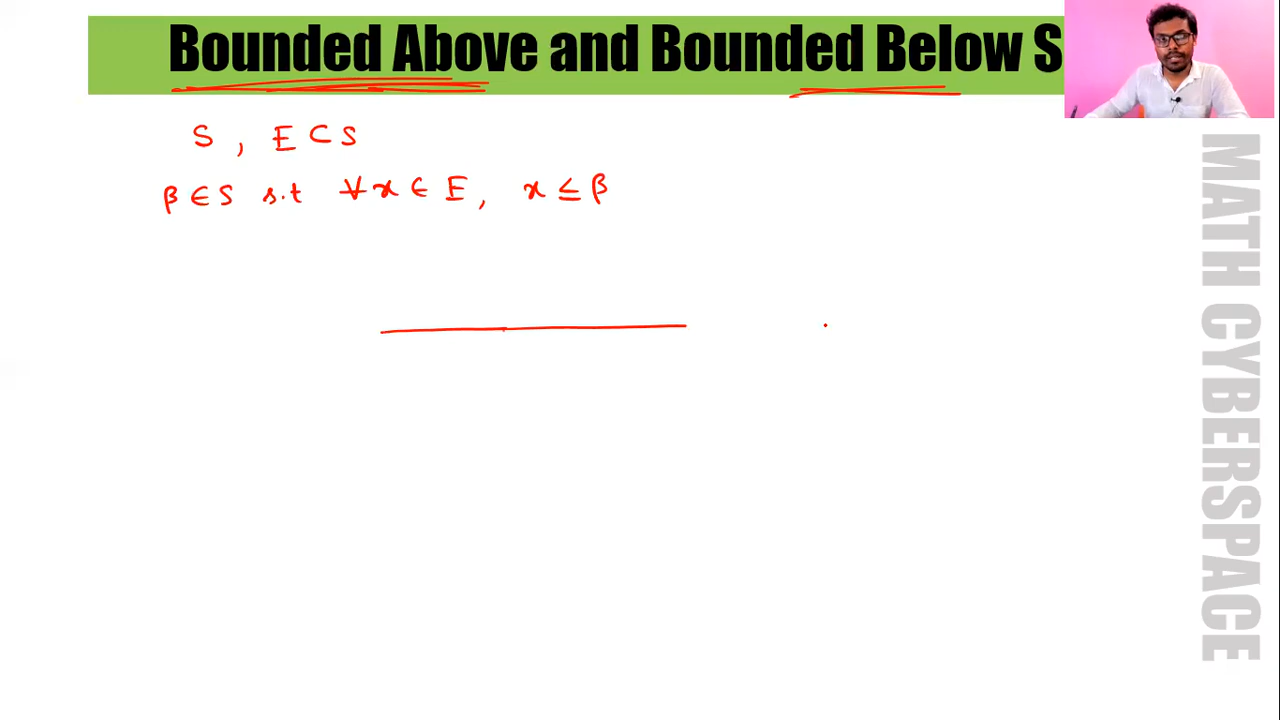 Bounded Above and Bounded Below S
S, E ⊂ S
β ∈ S s.t ∀x ∈ E, x ≤ β
MATH CYBERSPACE